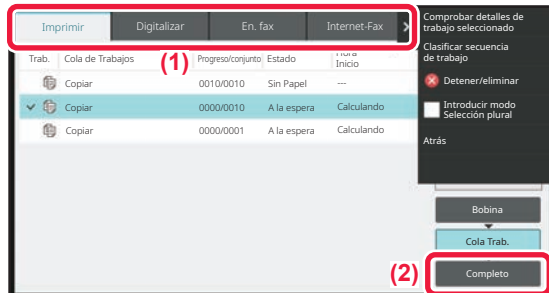 Imprimir Digitalizar En. fax Internet-Fax
(1)
Trab. Cola de Trabajos Progreso/conjunto Estado Hora
Inicio
Copiar 0010/0010 Sin Papel ---
Copiar 0000/0010 A la espera Calculando
Copiar 0000/0001 A la espera Calculando
Comprobar detalles de
trabajo seleccionado
Clasificar secuencia
de trabajo
Detener/eliminar
Introducir modo
Selección plural
Atrás
Bobina
Cola Trab.
(2)
Completo